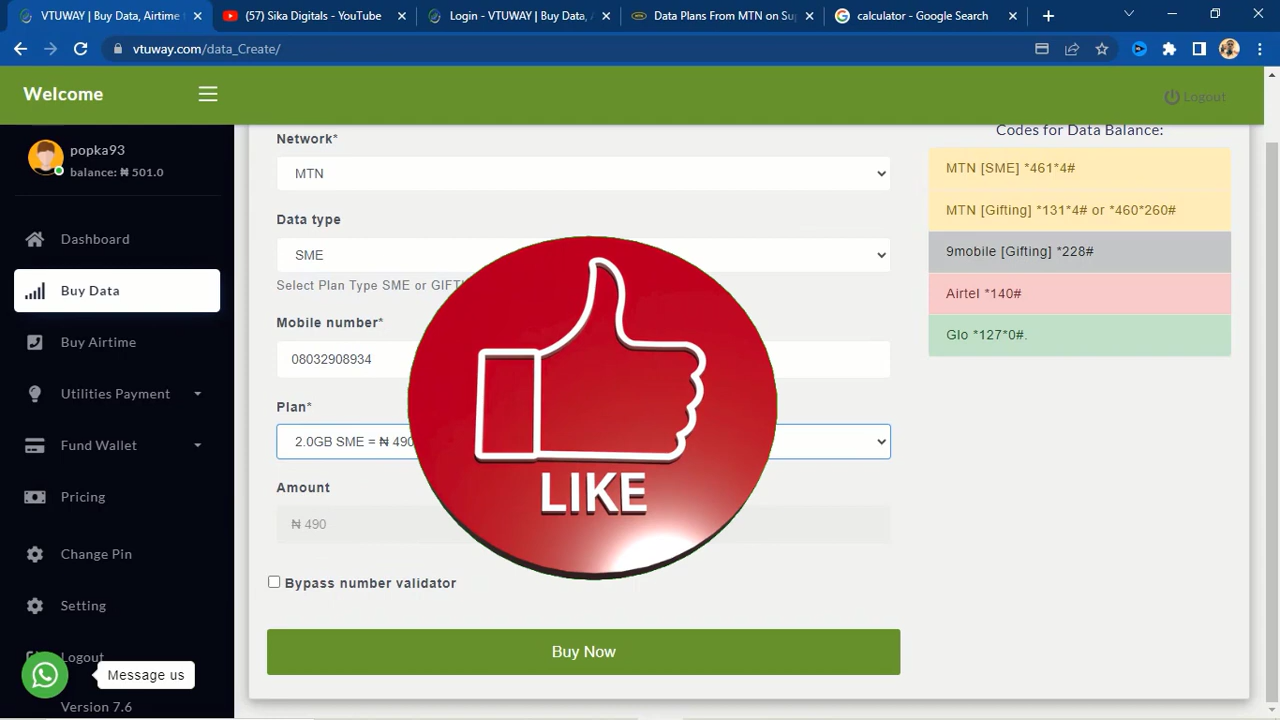 VTUWAY | Buy Data, Airtime t
(57) Sika Digitals - YouTube
Login - VTUWAY | Buy Data, A
Data Plans From MTN on Sup
calculator - Google Search
vtuway.com/data_Create/
Welcome
Logout
popka93
balance: ₦ 501.0
Dashboard
Buy Data
Buy Airtime
Utilities Payment
Fund Wallet
Pricing
Change Pin
Setting
Logout
Message us
Version 7.6
Network*
MTN
Data type
SME
Select Plan Type SME or GIFTI
Mobile number*
08032908934
Plan*
2.0GB SME = ₦ 490
Amount
₦ 490
Bypass number validator
Buy Now
LIKE
Codes for Data Balance:
MTN [SME] *461*4#
MTN [Gifting] *131*4# or *460*260#
9mobile [Gifting] *228#
Airtel *140#
Glo *127*0#.